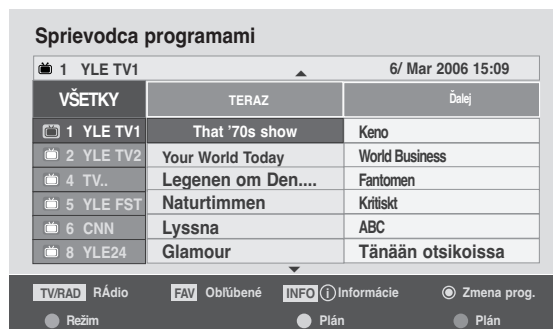 Sprievodca programami
1 YLE TV1 6/ Mar 2006 15:09
VŠETKY TERAZ Ďalej
1 YLE TV1 That '70s show Keno
2 YLE TV2 Your World Today World Business
4 TV.. Legenen om Den.... Fantomen
5 YLE FST Naturtimmen Kritiskt
6 CNN Lyssna ABC
8 YLE24 Glamour Tänään otsikoissa
TV/RAD RÁdio FAV Obľúbené INFO i Informácie Zmena prog.
Režim Plán Plán